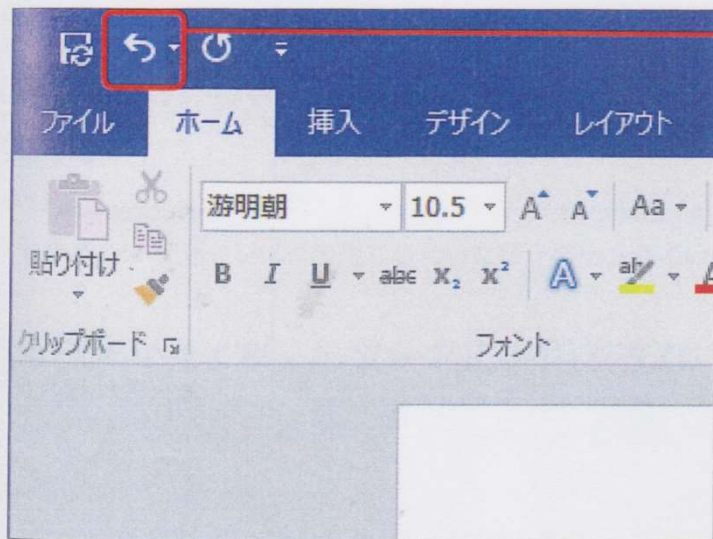 ファイル ホーム 挿入 デザイン レイアウト
游明朝 10.5 A A Aa
貼り付け
B I U abc X₂ X² A ab A
クリップボード フォント